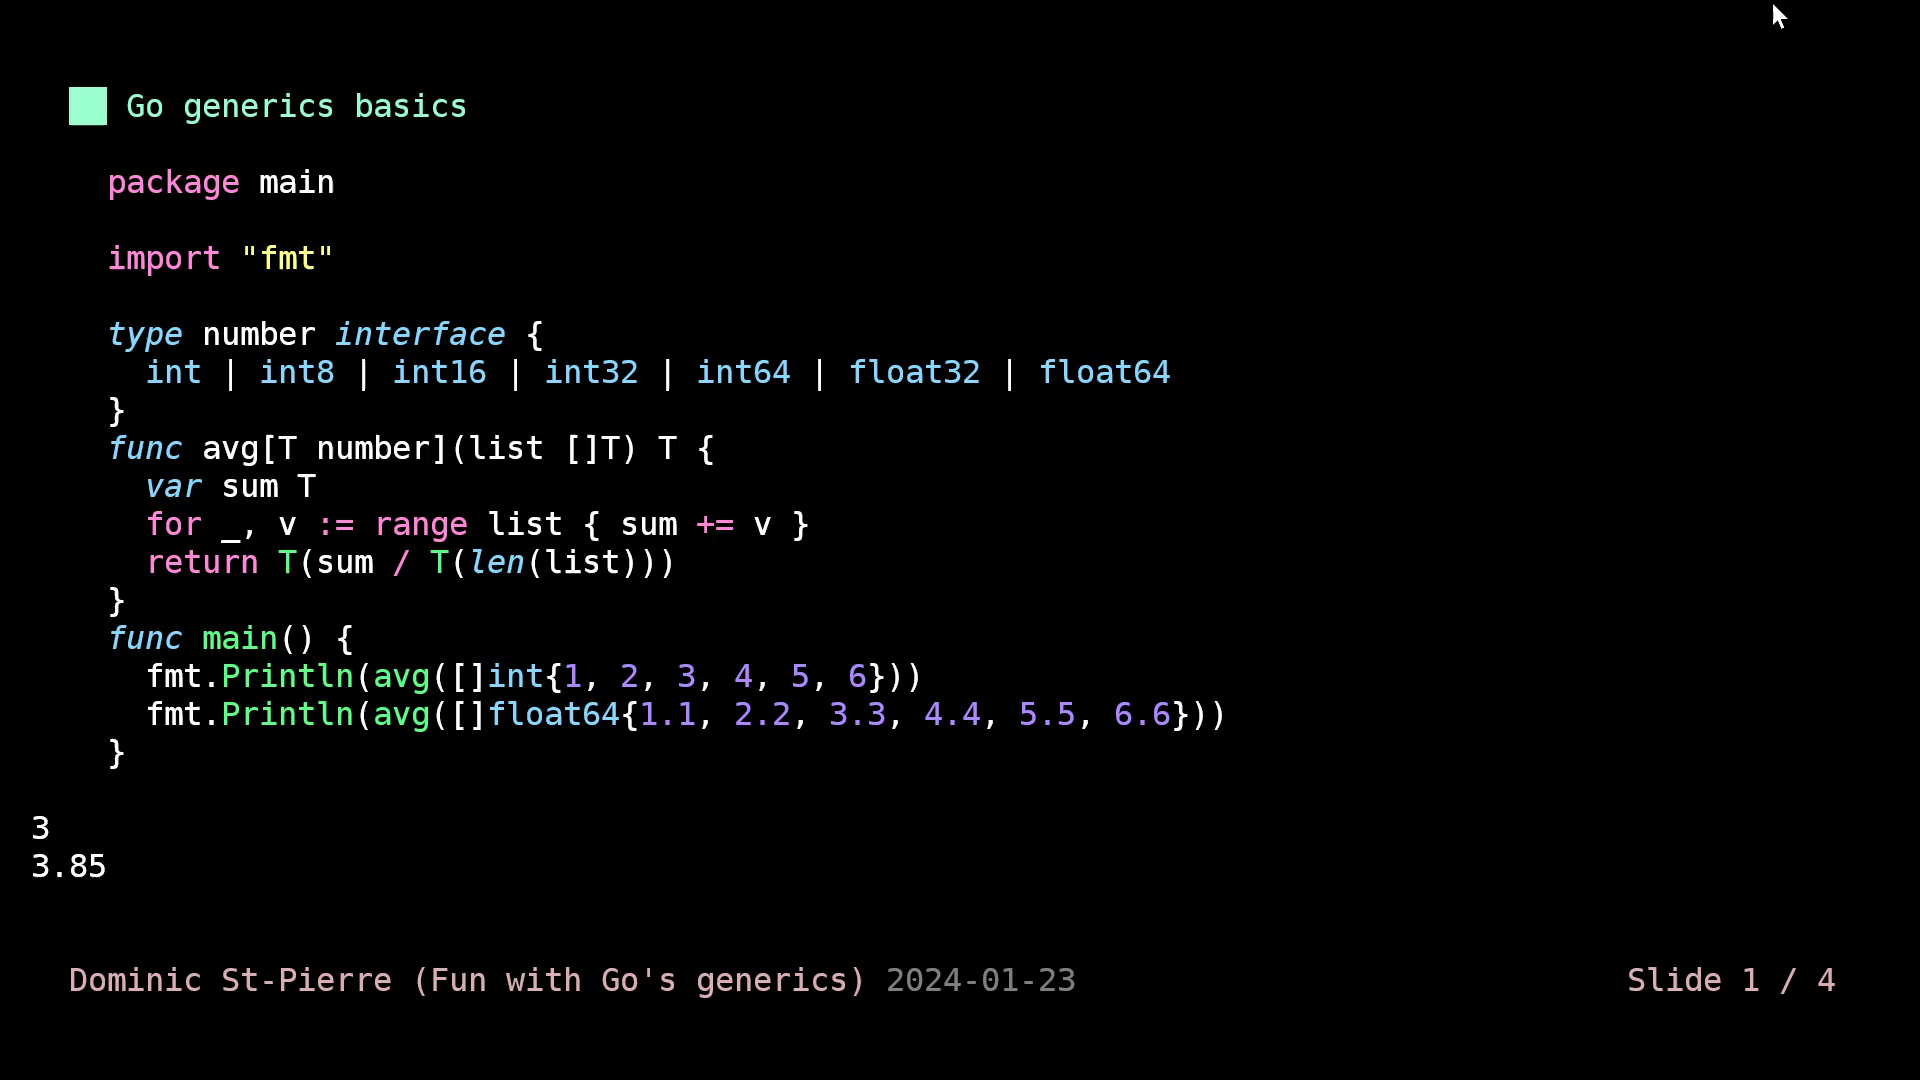 Go generics basics
package main
import "fmt"
type number interface {
  int | int8 | int16 | int32 | int64 | float32 | float64
}
func avg[T number](list []T) T {
  var sum T
  for _, v := range list { sum += v }
  return T(sum / T(len(list)))
}
func main() {
  fmt.Println(avg([]int{1, 2, 3, 4, 5, 6}))
  fmt.Println(avg([]float64{1.1, 2.2, 3.3, 4.4, 5.5, 6.6}))
}
3
3.85
Dominic St-Pierre (Fun with Go's generics) 2024-01-23 Slide 1 / 4